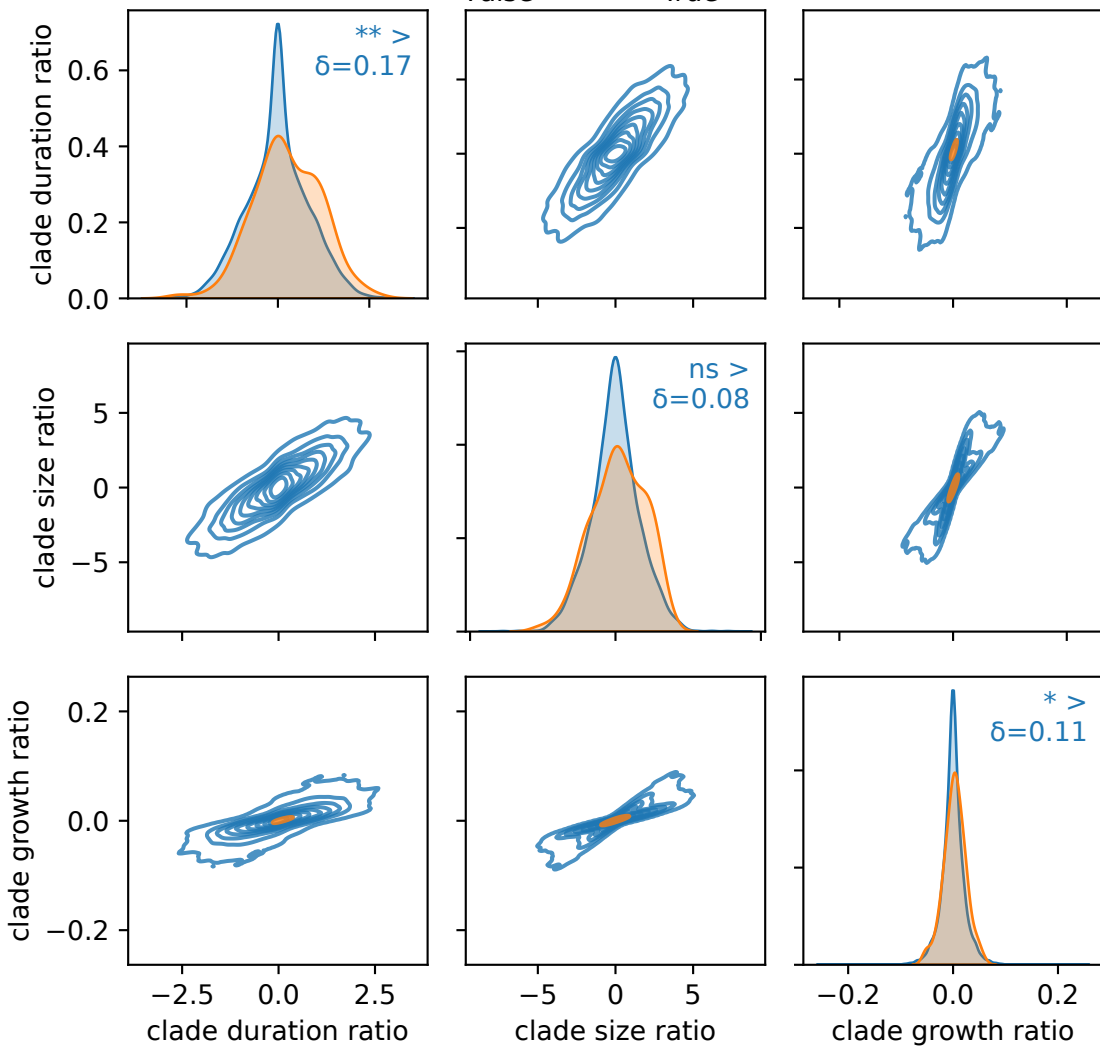 clade duration ratio
0.6
0.4
0.2
0.0
** >
δ=0.17
clade size ratio
5
0
−5
ns >
δ=0.08
clade growth ratio
0.2
0.0
−0.2
* >
δ=0.11
−2.5
0.0
2.5
−5
0
5
−0.2
0.0
0.2
clade duration ratio
clade size ratio
clade growth ratio